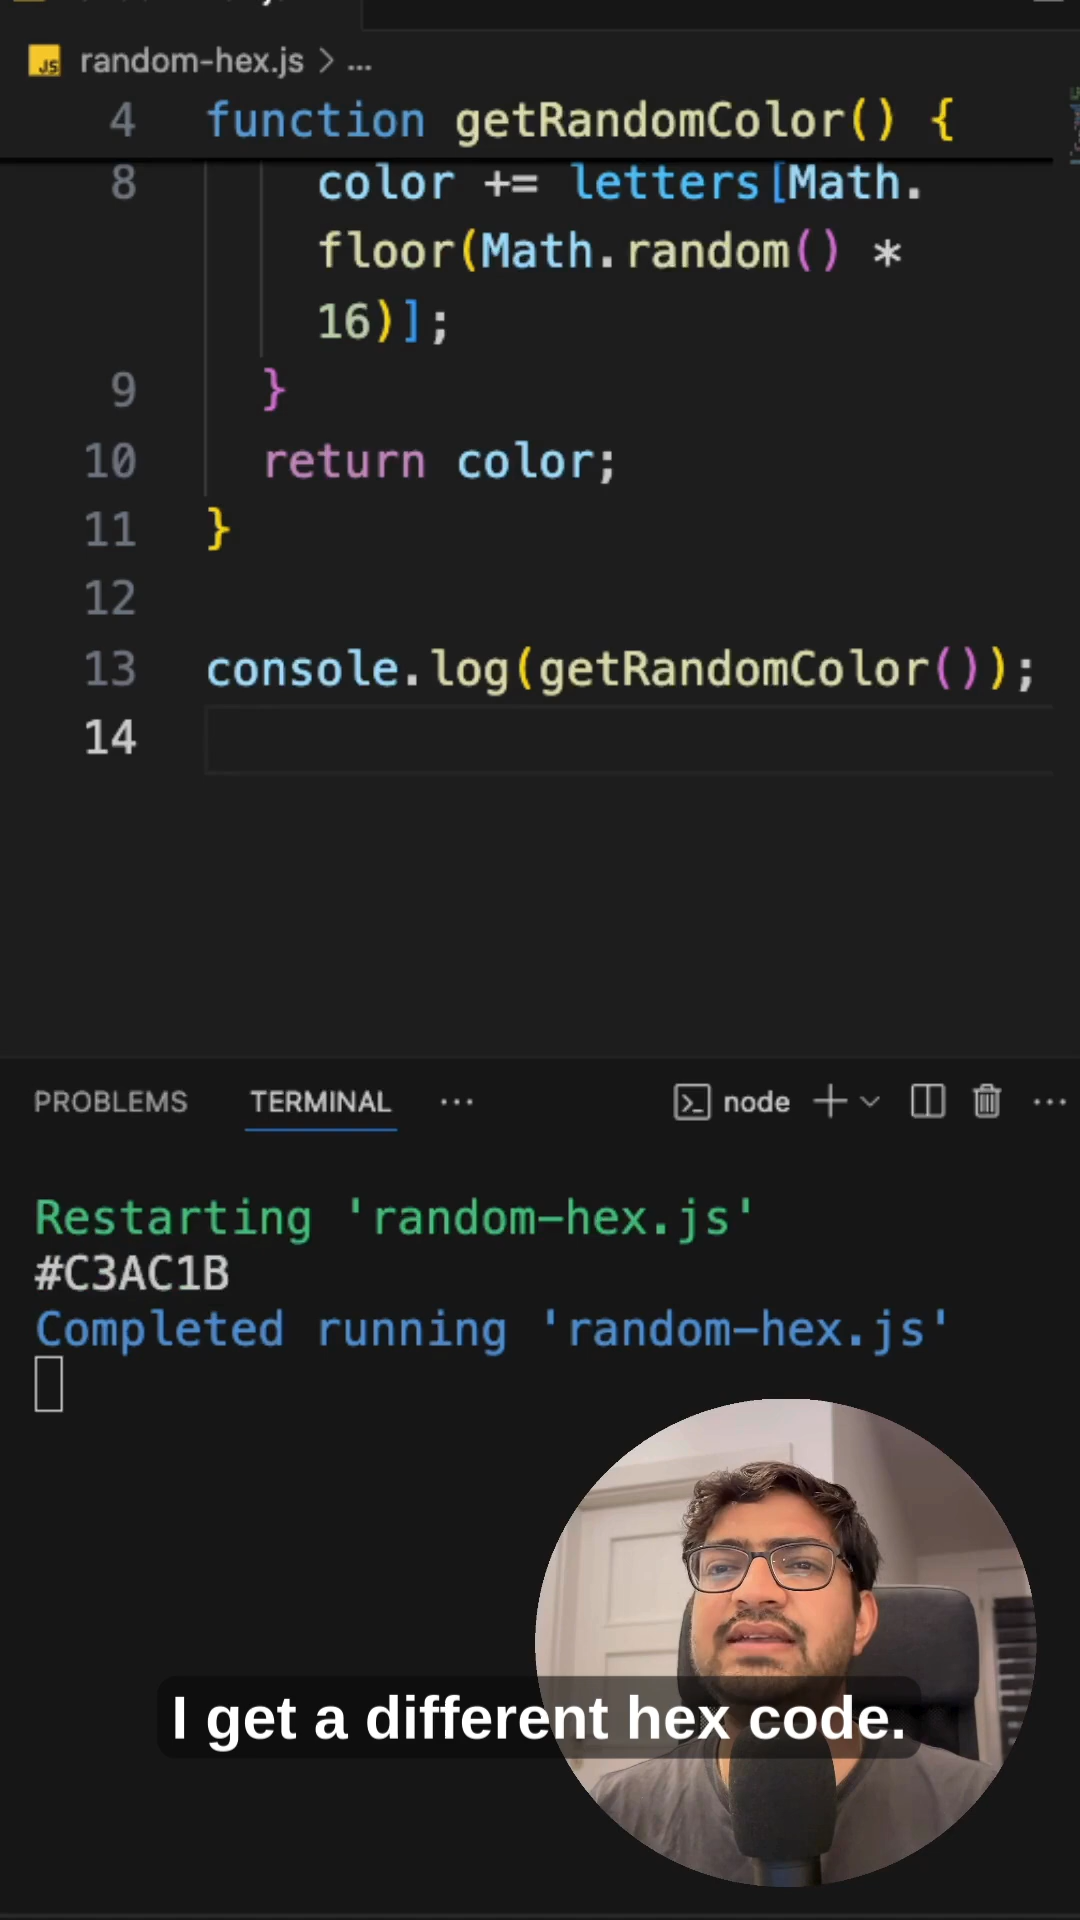 JS random-hex.js > ...
4 function getRandomColor() {
8 color += letters[Math.
floor(Math.random() *
16)];
9 }
10 return color;
11 }
12
13 console.log(getRandomColor());
14
PROBLEMS TERMINAL ... node
Restarting 'random-hex.js'
#C3AC1B
Completed running 'random-hex.js'
I get a different hex code.